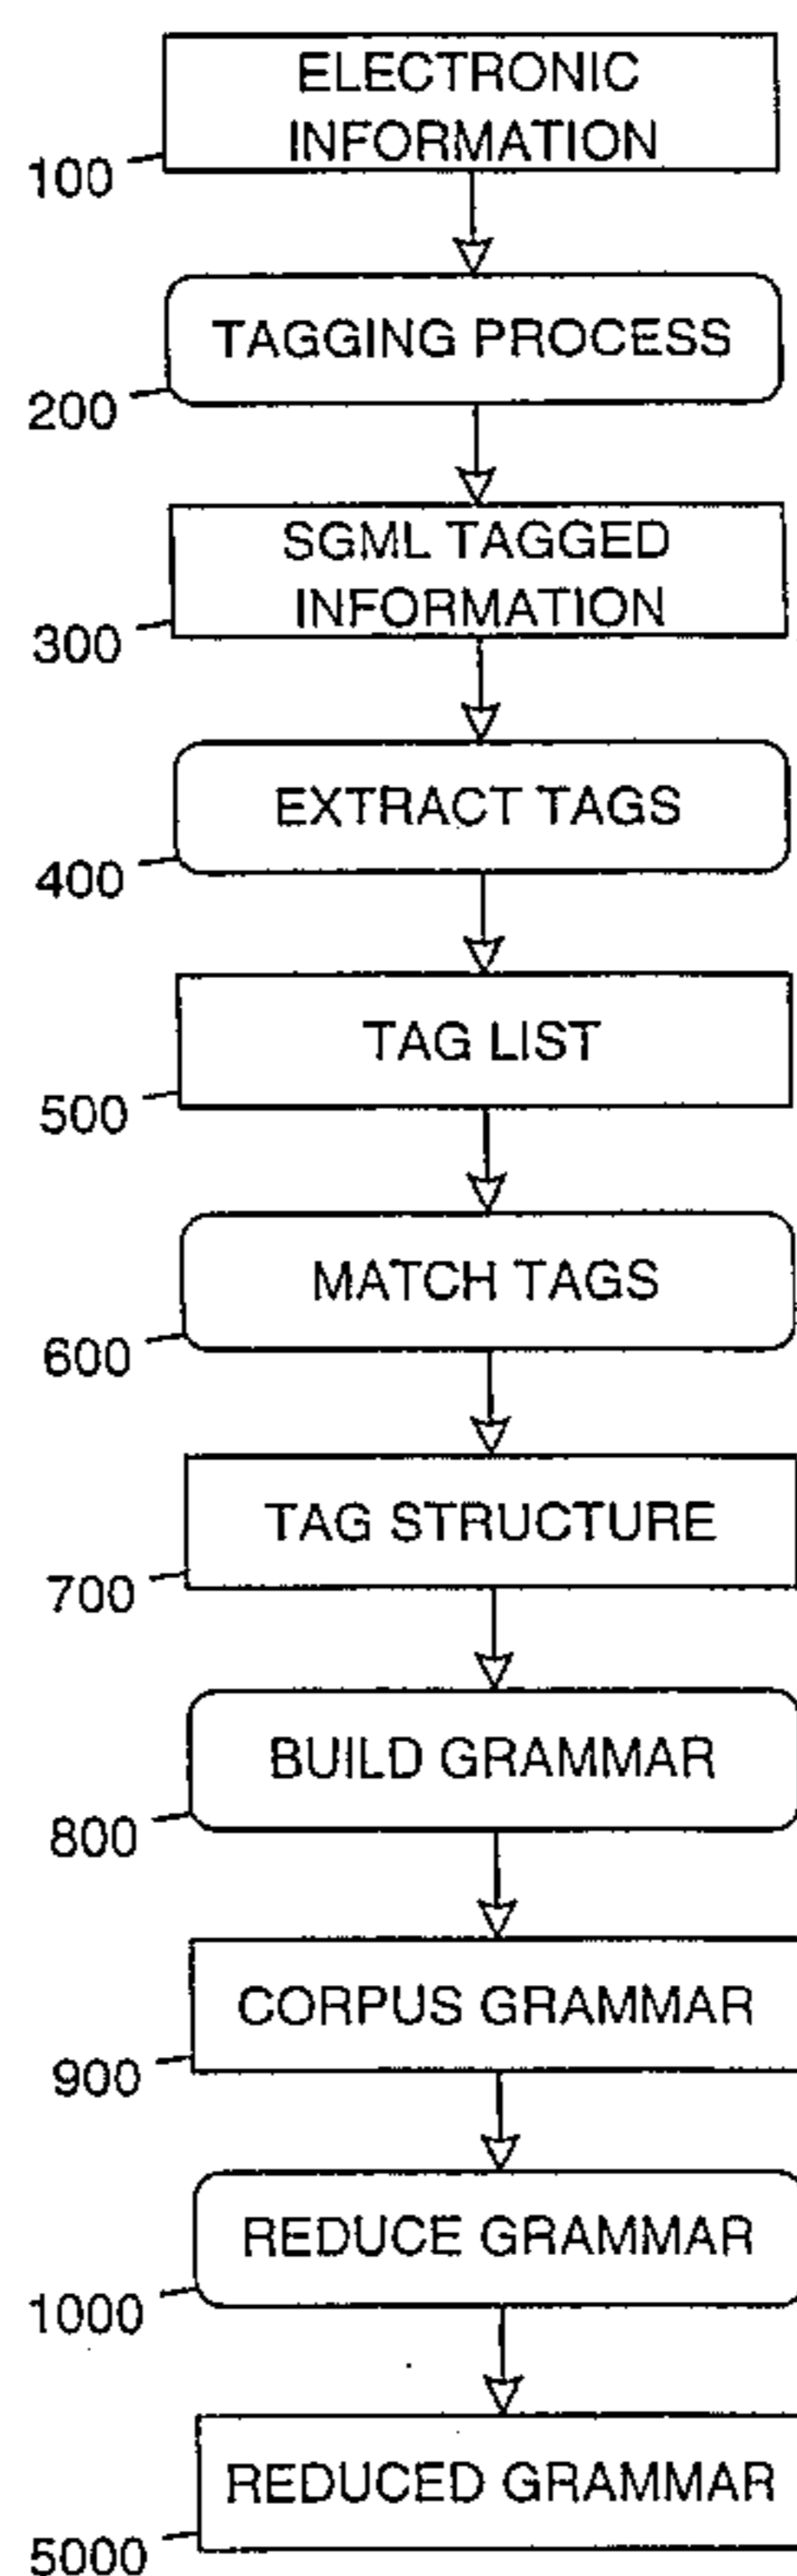 ELECTRONIC
INFORMATION
100
TAGGING PROCESS
200
SGML TAGGED
INFORMATION
300
EXTRACT TAGS
400
TAG LIST
500
MATCH TAGS
600
TAG STRUCTURE
700
BUILD GRAMMAR
800
CORPUS GRAMMAR
900
REDUCE GRAMMAR
1000
REDUCED GRAMMAR
5000